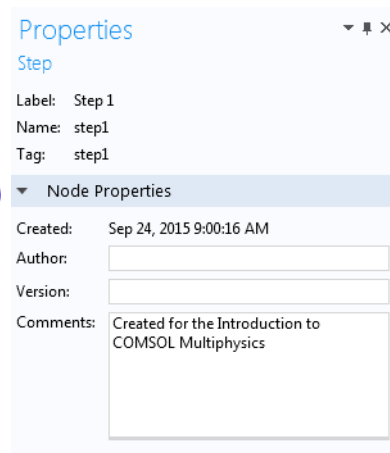 Properties
Step
Label: Step 1
Name: step1
Tag: step1
Node Properties
Created: Sep 24, 2015 9:00:16 AM
Author:
Version:
Comments: Created for the Introduction to
COMSOL Multiphysics